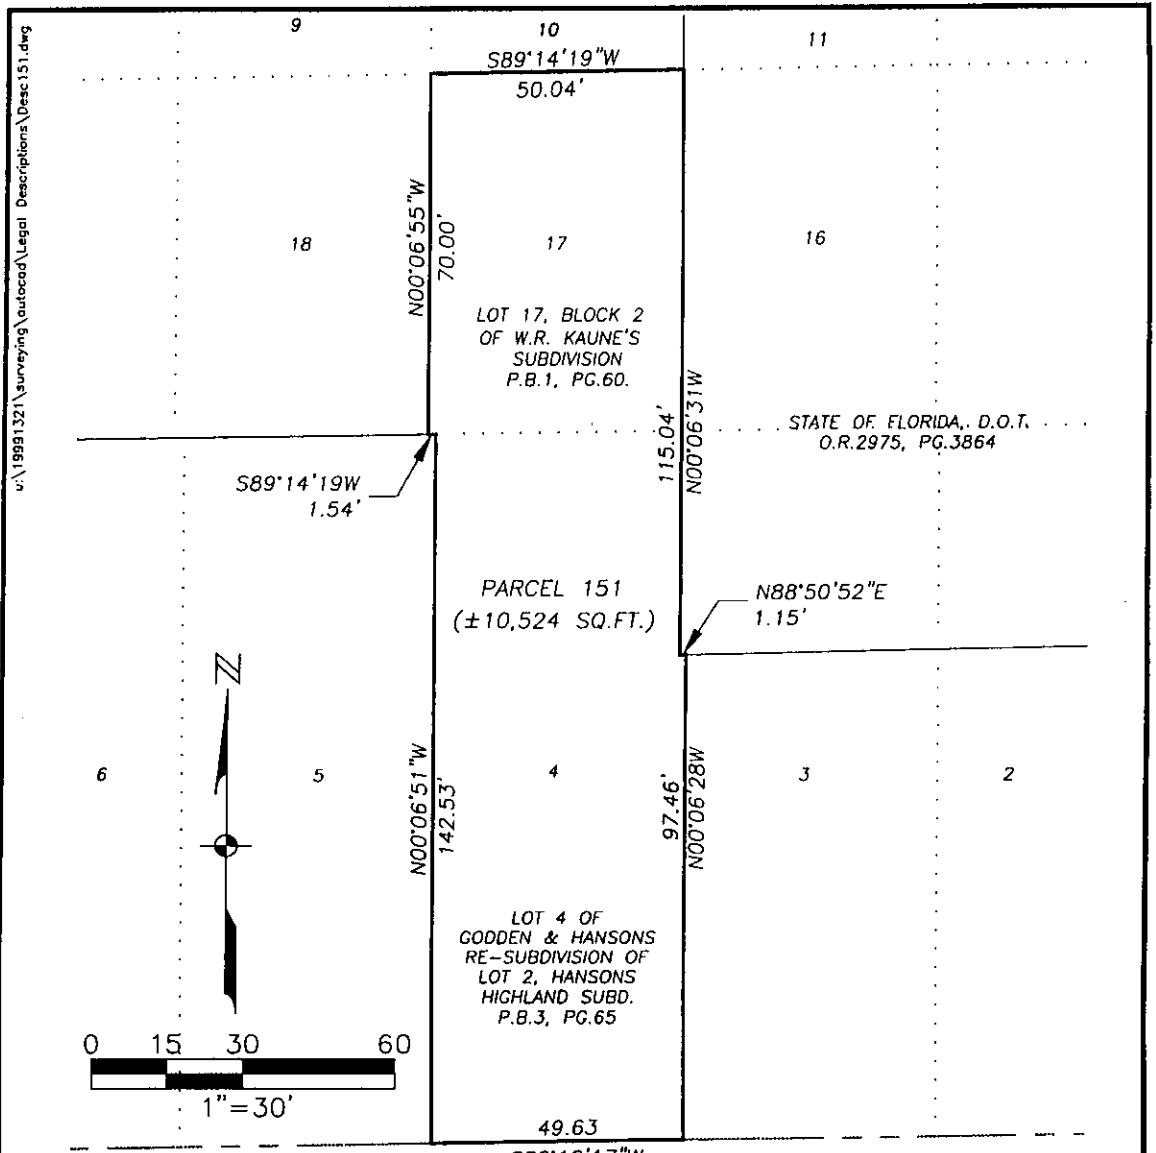 u:\19991321\surveying\autocad\Legal Descriptions\Desc151.dwg
9
10
11
S89°14'19"W
50.04'
N00°06'55"W
70.00'
18
17
16
LOT 17, BLOCK 2
OF W.R. KAUNE'S
SUBDIVISION
P.B.1, PG.60.
115.04'
N00°06'31W
STATE OF FLORIDA, D.O.T.
O.R.2975, PG.3864
S89°14'19W
1.54'
PARCEL 151
(±10,524 SQ.FT.)
N88°50'52"E
1.15'
N
6
5
N00°06'51"W
142.53'
4
97.46'
N00°06'28W
3
2
LOT 4 OF
GODDEN & HANSONS
RE-SUBDIVISION OF
LOT 2, HANSONS
HIGHLAND SUBD.
P.B.3, PG.65
0 15 30 60
1"=30'
49.63